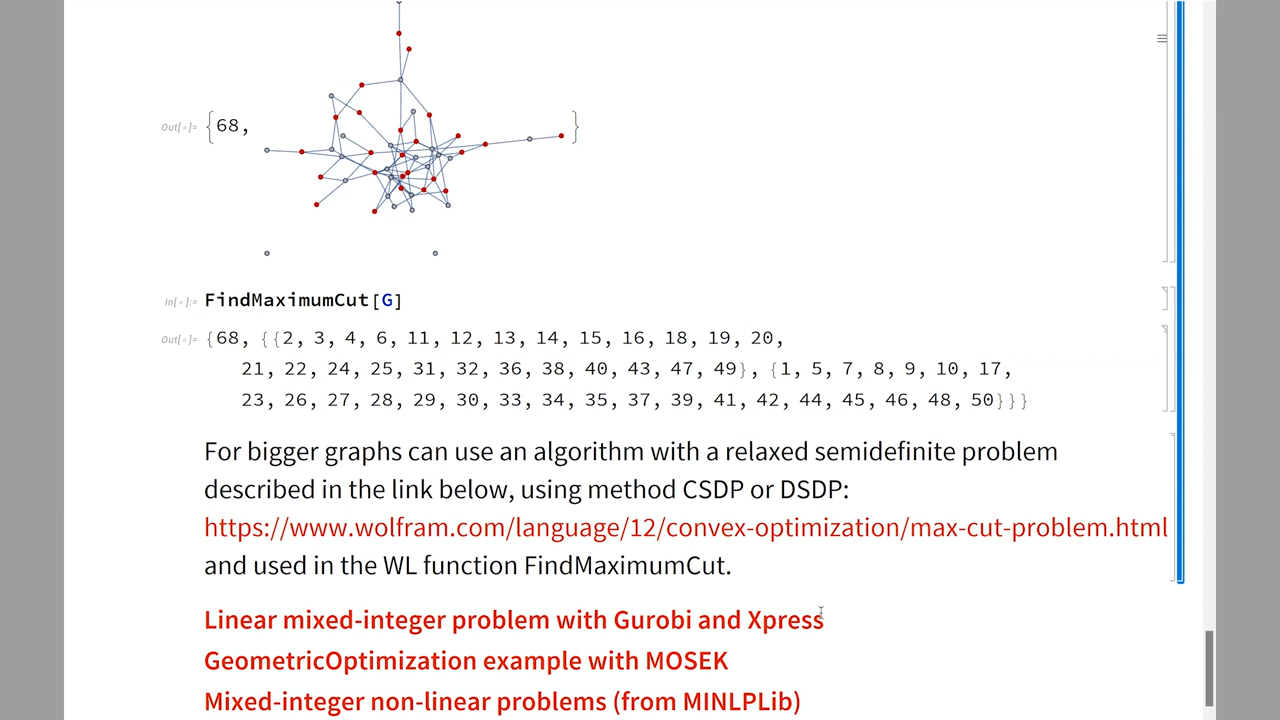 Out[ ]= {68, }
In[ ]:= FindMaximumCut[G]
Out[ ]= {68, {{2, 3, 4, 6, 11, 12, 13, 14, 15, 16, 18, 19, 20,
21, 22, 24, 25, 31, 32, 36, 38, 40, 43, 47, 49}, {1, 5, 7, 8, 9, 10, 17,
23, 26, 27, 28, 29, 30, 33, 34, 35, 37, 39, 41, 42, 44, 45, 46, 48, 50}}}
For bigger graphs can use an algorithm with a relaxed semidefinite problem
described in the link below, using method CSDP or DSDP:
https://www.wolfram.com/language/12/convex-optimization/max-cut-problem.html
and used in the WL function FindMaximumCut.
Linear mixed-integer problem with Gurobi and Xpress
GeometricOptimization example with MOSEK
Mixed-integer non-linear problems (from MINLPLib)